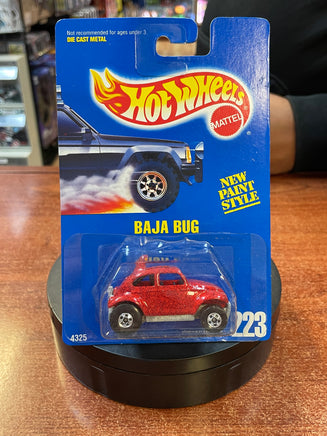 Not recommended for ages under 3
DIE CAST METAL
HOT WHEELS
MATTEL
NEW
PAINT
STYLE
BAJA BUG
4325
223